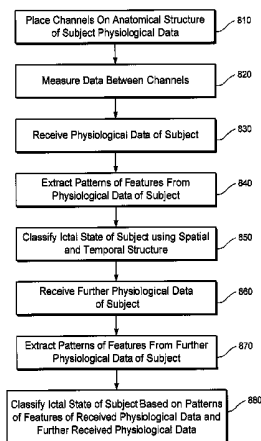 Place Channels On Anatomical Structure
of Subject Physiological Data
810
Measure Data Between Channels
820
Receive Physiological Data of Subject
830
Extract Patterns of Features From
Physiological Data of Subject
840
Classify Ictal State of Subject using Spatial
and Temporal Structure
850
Receive Further Physiological Data
of Subject
860
Extract Patterns of Features From Further
Physiological Data of Subject
870
Classify Ictal State of Subject Based on Patterns
of Features of Received Physiological Data and
Further Received Physiological Data
880